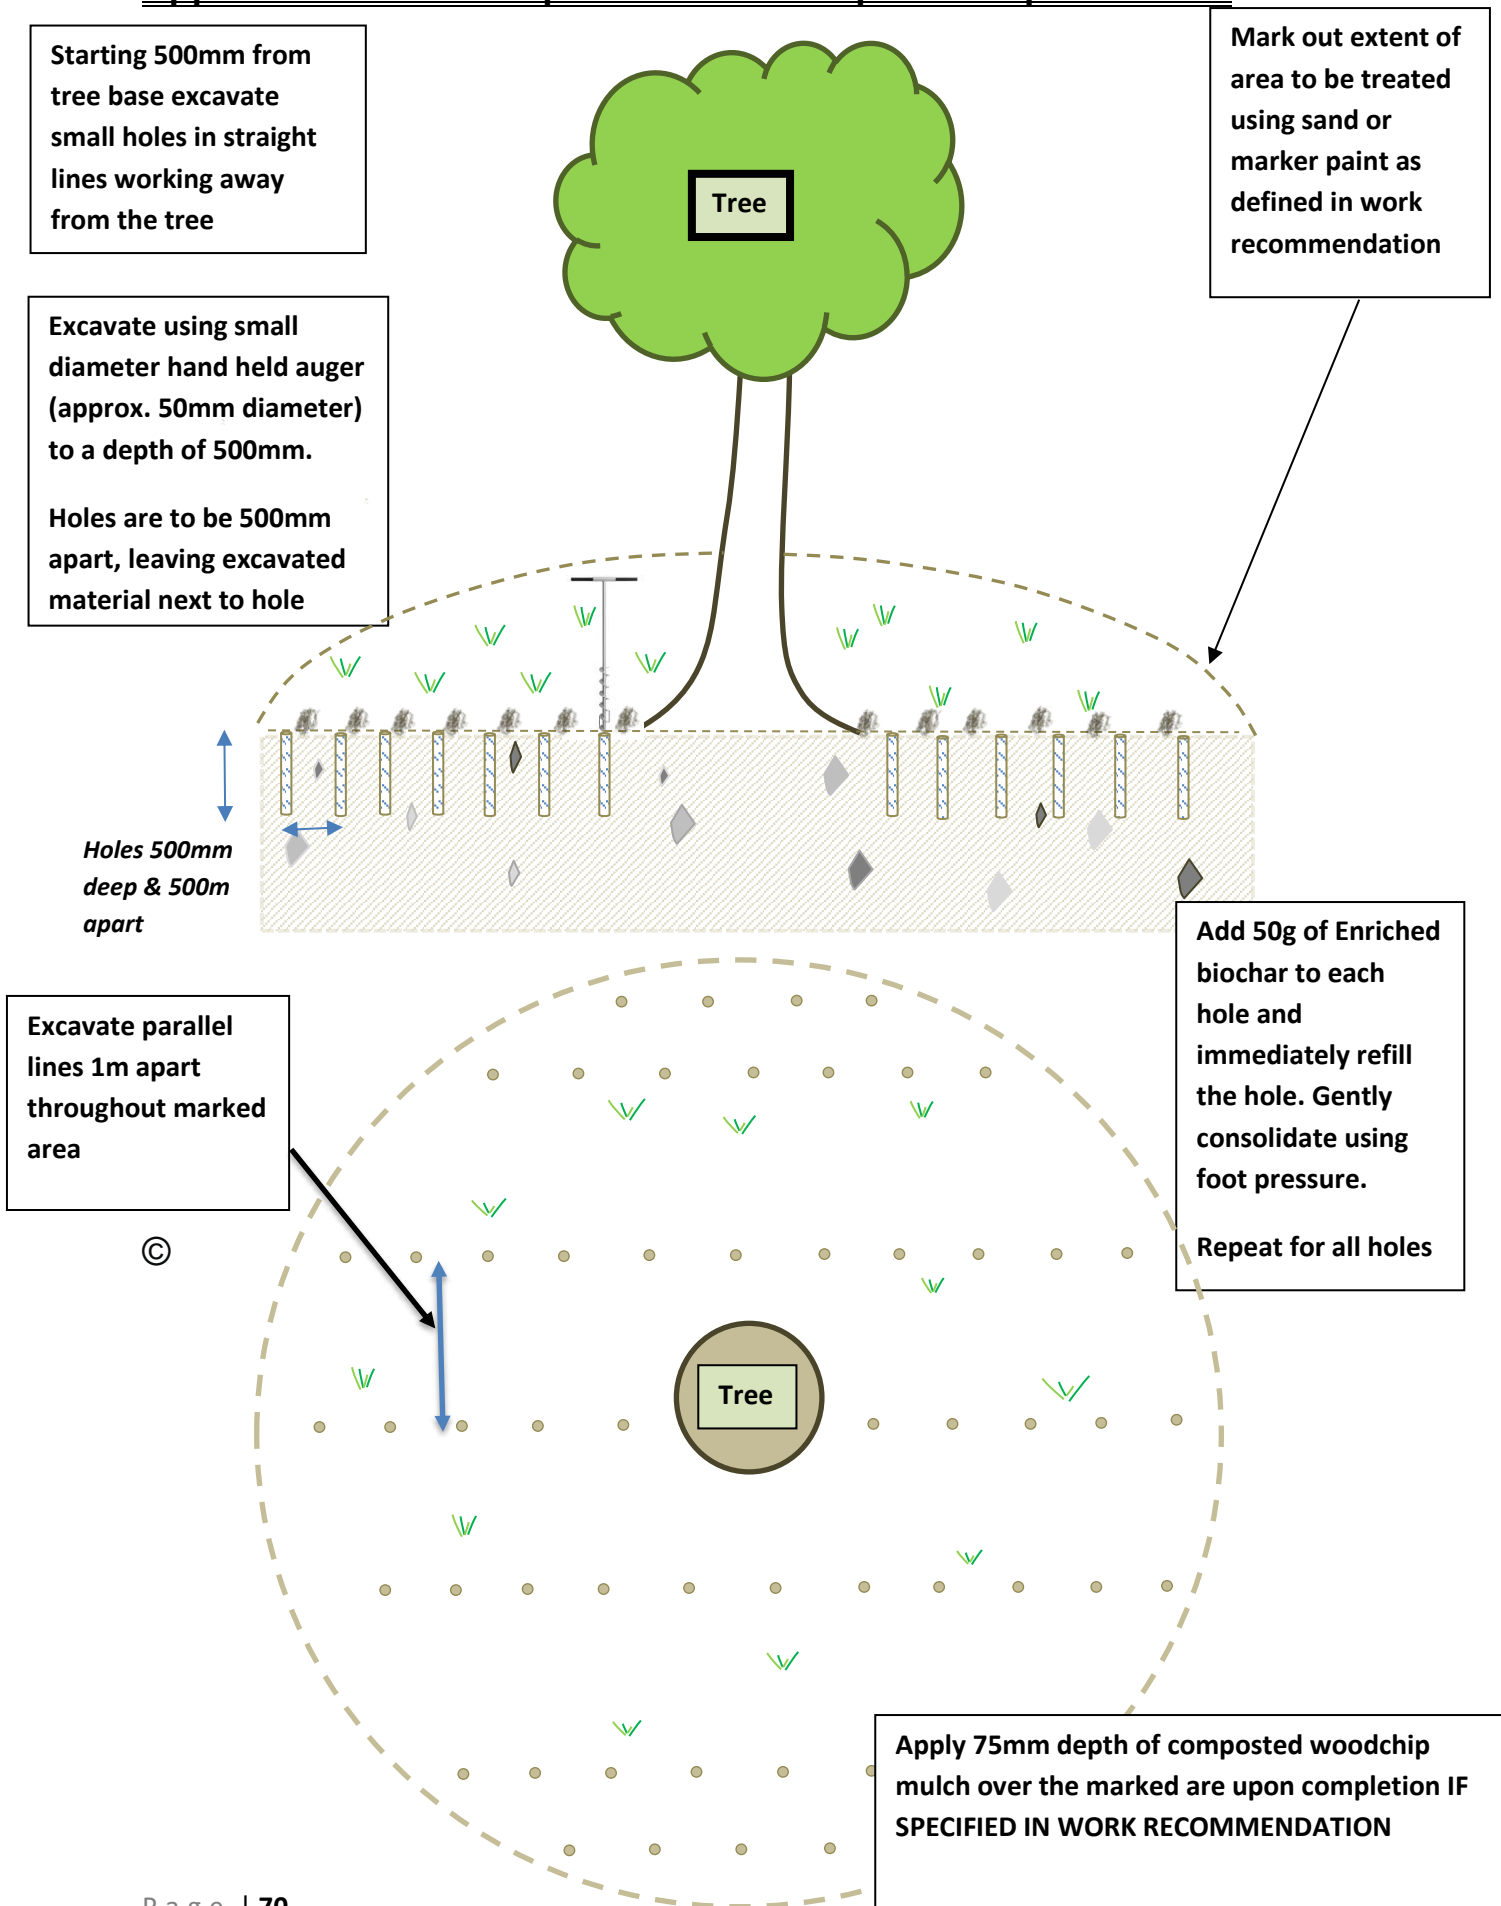 Starting 500mm from
tree base excavate
small holes in straight
lines working away
from the tree
Mark out extent of
area to be treated
using sand or
marker paint as
defined in work
recommendation
Tree
Excavate using small
diameter hand held auger
(approx. 50mm diameter)
to a depth of 500mm.
Holes are to be 500mm
apart, leaving excavated
material next to hole
Holes 500mm
deep & 500m
apart
Add 50g of Enriched
biochar to each
hole and
immediately refill
the hole. Gently
consolidate using
foot pressure.
Repeat for all holes
Excavate parallel
lines 1m apart
throughout marked
area
©
Tree
Apply 75mm depth of composted woodchip
mulch over the marked are upon completion IF
SPECIFIED IN WORK RECOMMENDATION
Page | 70